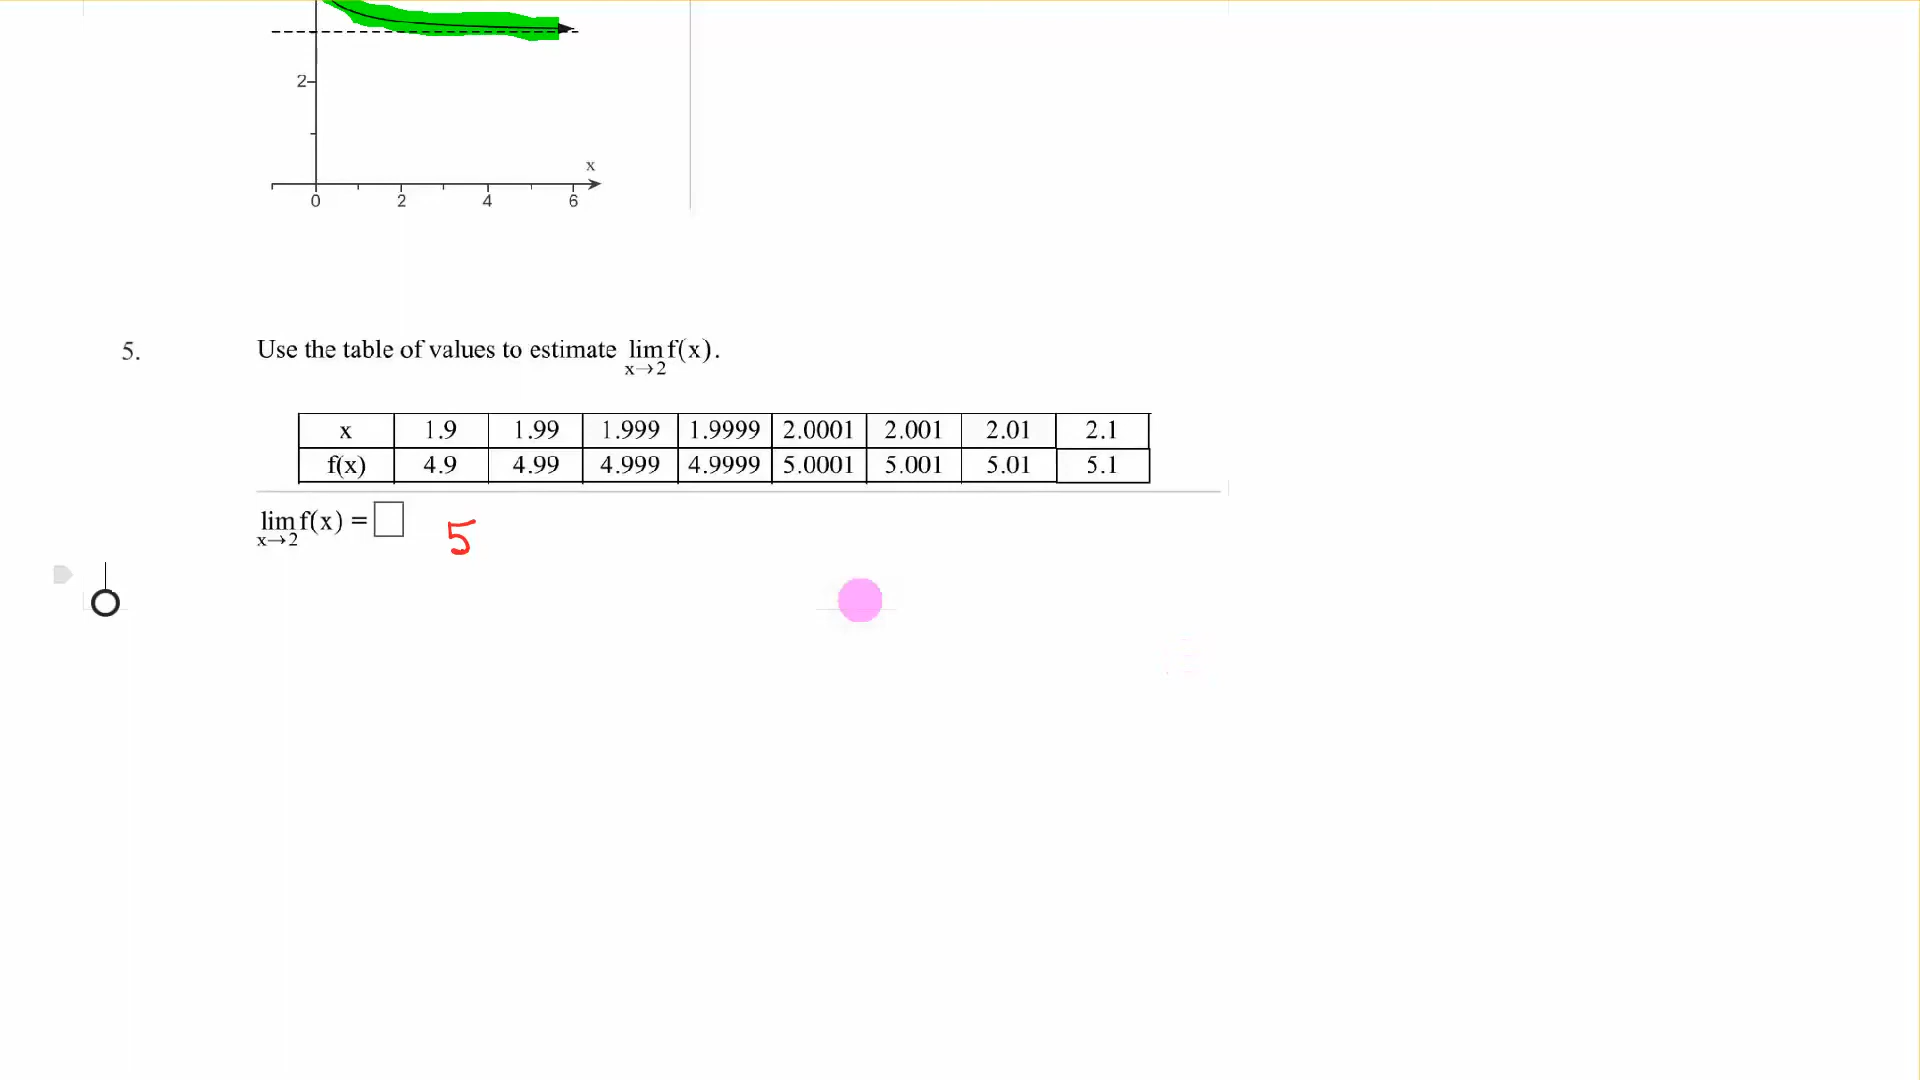 2
x
0 2 4 6
5. Use the table of values to estimate lim f(x).
x→2
x 1.9 1.99 1.999 1.9999 2.0001 2.001 2.01 2.1
f(x) 4.9 4.99 4.999 4.9999 5.0001 5.001 5.01 5.1
lim f(x) = 5
x→2